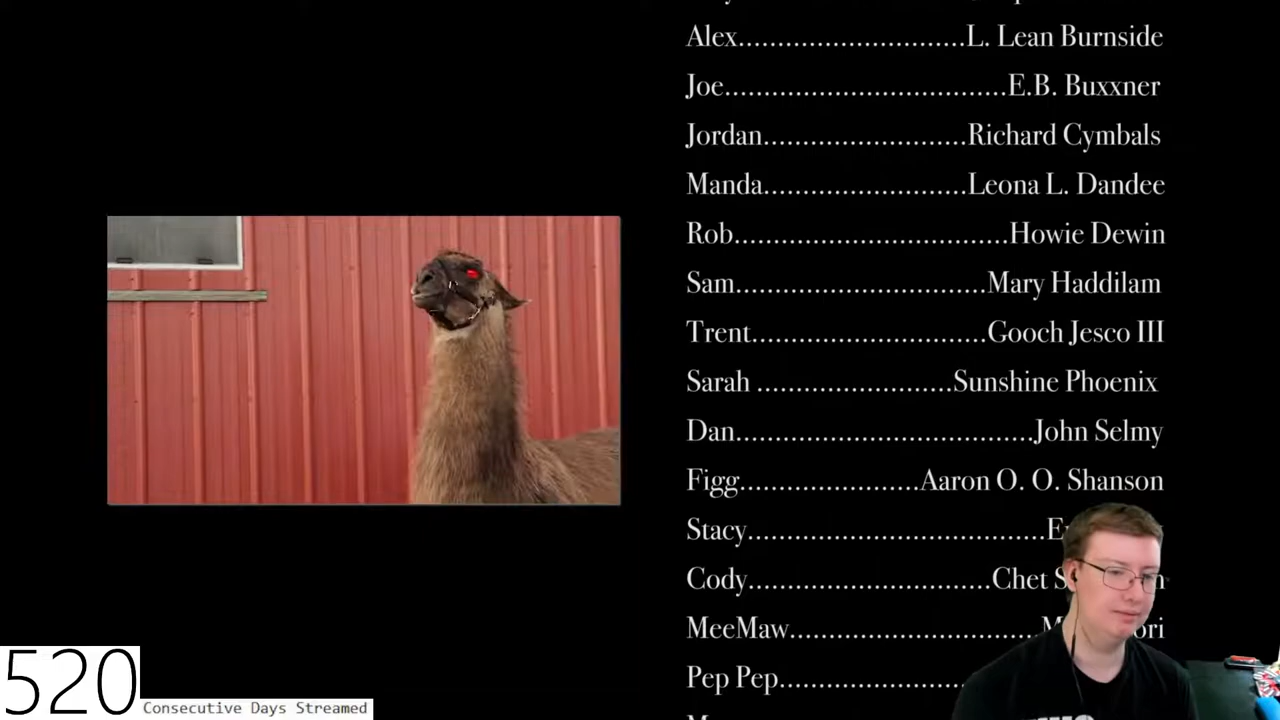 Alex............................L. Lean Burnside
Joe..................................E.B. Buxxner
Jordan.........................Richard Cymbals
Manda.........................Leona L. Dandee
Rob.................................Howie Dewin
Sam..............................Mary Haddilam
Trent.............................Gooch Jesco III
Sarah ........................Sunshine Phoenix
Dan.....................................John Selmy
Figg......................Aaron O. O. Shanson
Stacy....................................
Cody.............................Chet
MeeMaw..............................
Pep Pep.....................
520
Consecutive Days Streamed